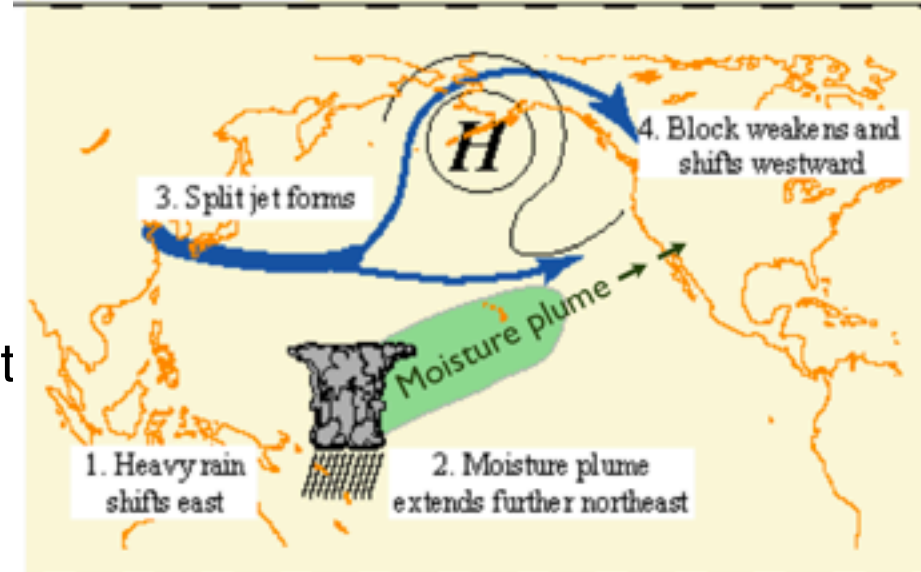 H
4. Block weakens and
shifts westward
3. Split jet forms
Moisture plume
t
1. Heavy rain
shifts east
2. Moisture plume
extends further northeast